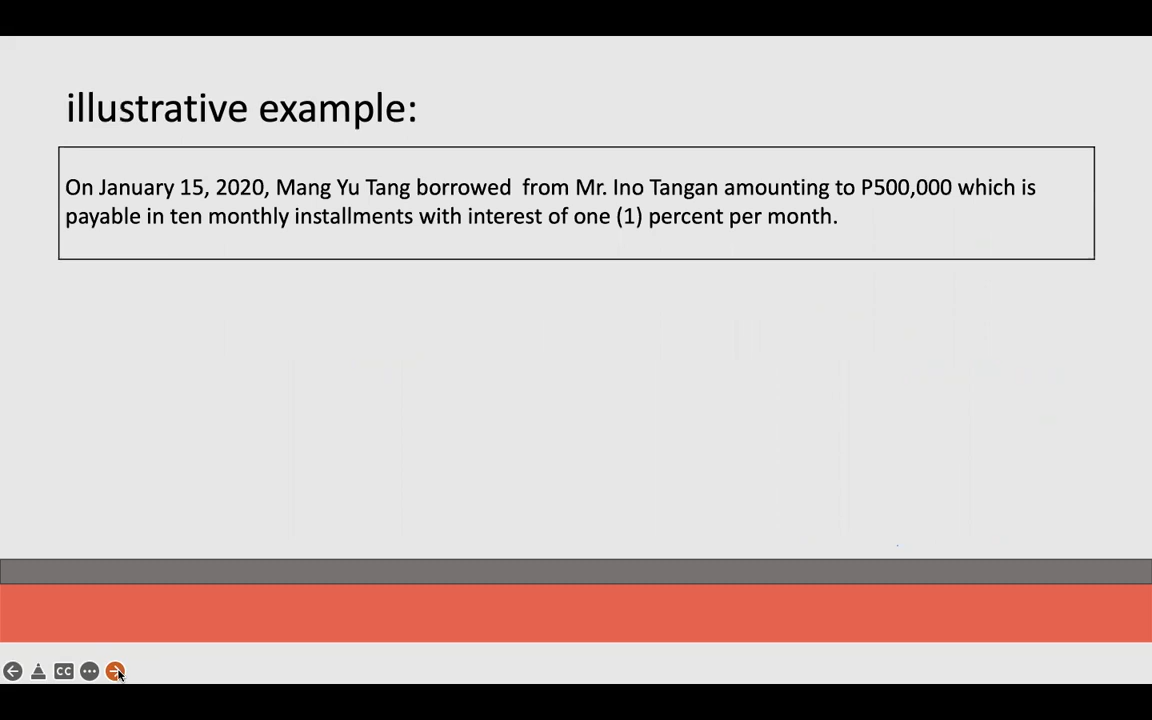 illustrative example:
On January 15, 2020, Mang Yu Tang borrowed  from Mr. Ino Tangan amounting to P500,000 which is
payable in ten monthly installments with interest of one (1) percent per month.
CC